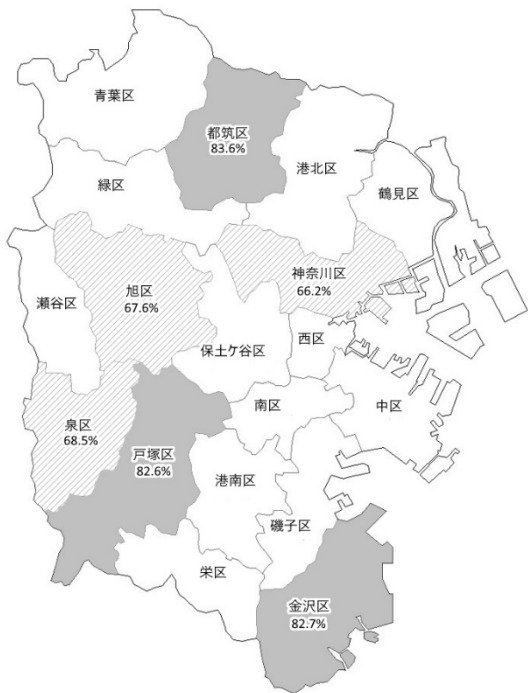 青葉区
都筑区
83.6%
港北区
緑区
鶴見区
神奈川区
66.2%
旭区
67.6%
瀬谷区
保土ケ谷区
西区
泉区
68.5%
南区
中区
戸塚区
82.6%
港南区
磯子区
栄区
金沢区
82.7%